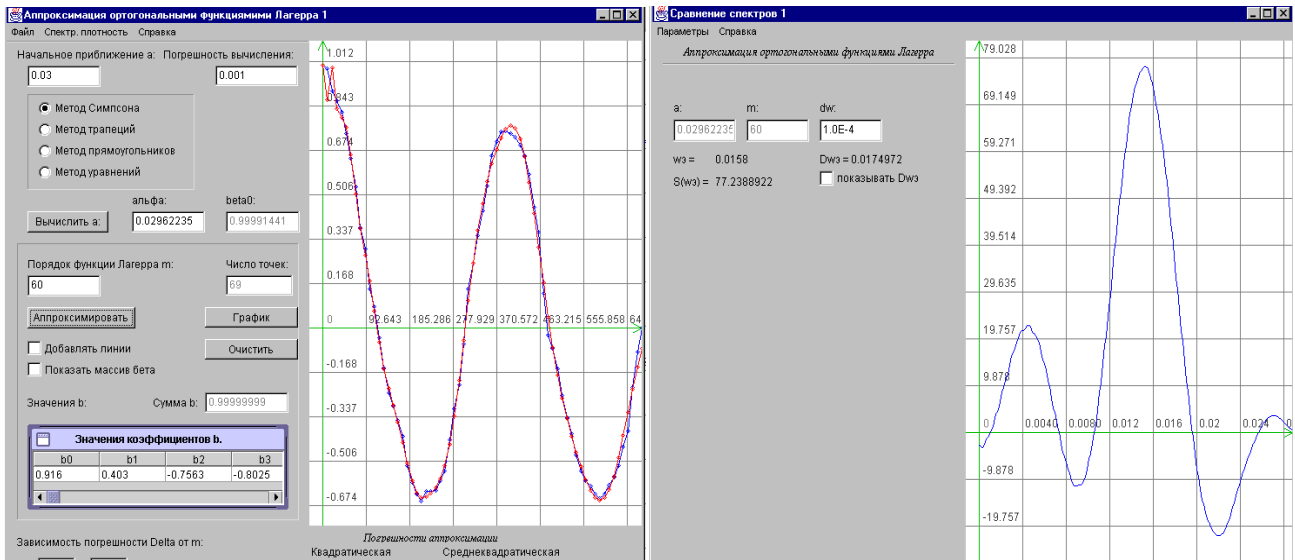 Аппроксимация ортогональными функциямими Лагерра 1
Файл Спектр. плотность Справка
Начальное приближение а: Погрешность вычисления:
0.03 0.001
Метод Симпсона
Метод трапеций
Метод прямоугольников
Метод уравнений
альфа: beta0:
Вычислить а: 0.02962235 0.99991441
Порядок функции Лагерра m: Число точек:
60 69
Аппроксимировать График
Добавлять линии Очистить
Показать массив бета
Значения b: Сумма b: 0.99999999
Значения коэффициентов b.
b0 b1 b2 b3
0.916 0.403 -0.7563 -0.8025
Зависимость погрешности Delta от m:
1.012
0.843
0.674
0.506
0.337
0.168
0 92.643 185.286 277.929 370.572 463.215 555.858 64
-0.168
-0.337
-0.506
-0.674
Погрешности аппроксимации
Квадратическая Среднеквадратическая
Сравнение спектров 1
Параметры Справка
Аппроксимация ортогональными функциями Лагерра
a: m: dw:
0.02962235 60 1.0E-4
wэ = 0.0158 Dwэ = 0.0174972
S(wэ) = 77.2388922 показывать Dwэ
79.028
69.149
59.271
49.392
39.514
29.635
19.757
9.878
0 0.0040 0.0080 0.012 0.016 0.02 0.024 0
-9.878
-19.757